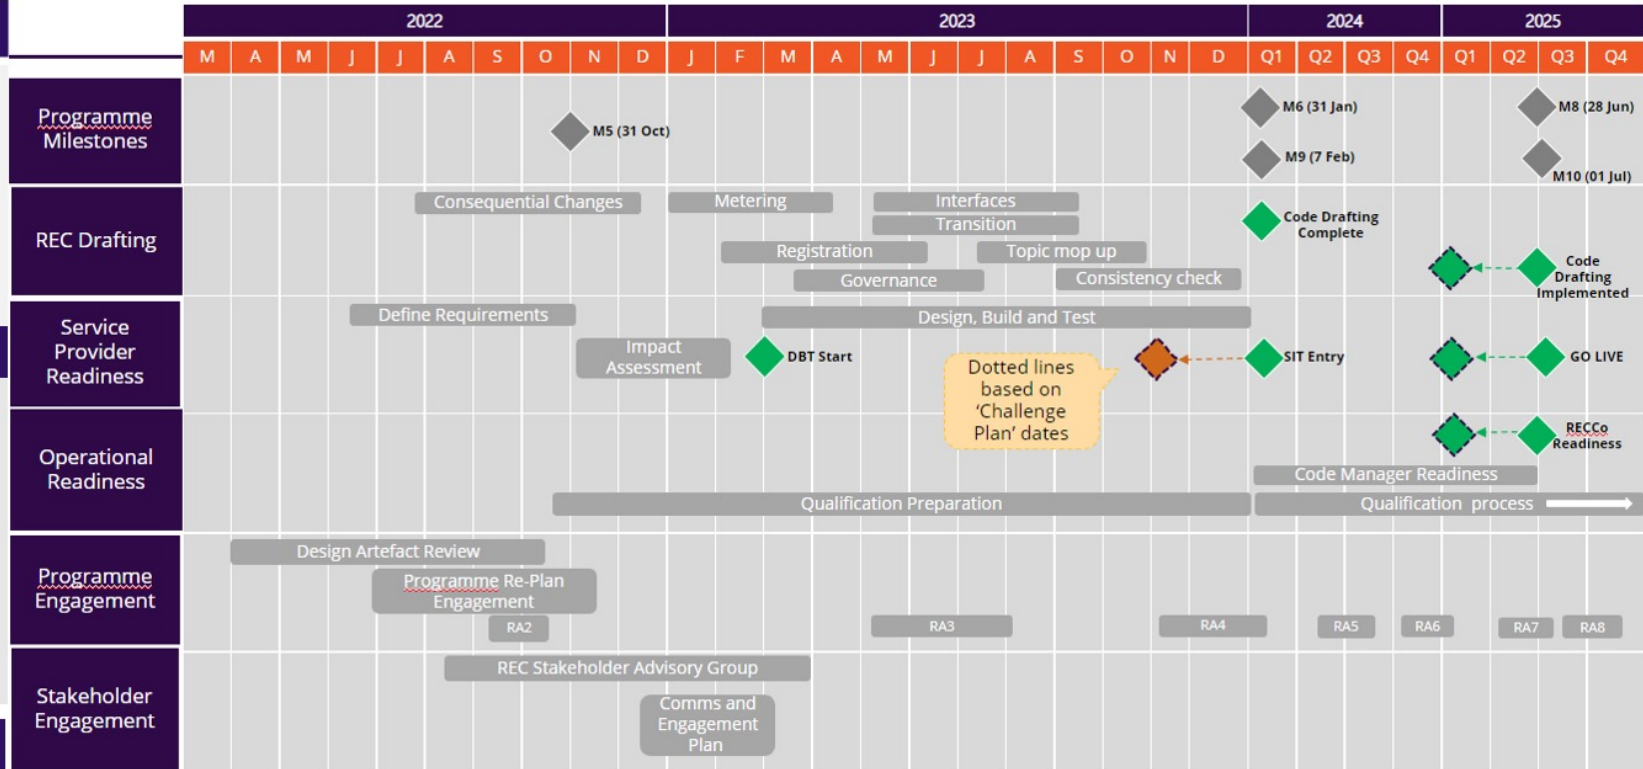 2022 2023 2024 2025
M A M J J A S O N D J F M A M J J A S O N D Q1 Q2 Q3 Q4 Q1 Q2 Q3 Q4
Programme
Milestones
M5 (31 Oct)
M6 (31 Jan)
M9 (7 Feb)
M8 (28 Jun)
M10 (01 Jul)
REC Drafting
Consequential Changes
Metering
Interfaces
Transition
Registration
Topic mop up
Governance
Consistency check
Code Drafting
Complete
Code
Drafting
Implemented
Service
Provider
Readiness
Define Requirements
Design, Build and Test
Impact
Assessment
DBT Start
Dotted lines
based on
‘Challenge
Plan’ dates
SIT Entry
GO LIVE
Operational
Readiness
RECCo
Readiness
Code Manager Readiness
Qualification Preparation
Qualification process
Programme
Engagement
Design Artefact Review
Programme Re-Plan
Engagement
RA2
RA3
RA4
RA5
RA6
RA7
RA8
Stakeholder
Engagement
REC Stakeholder Advisory Group
Comms and
Engagement
Plan